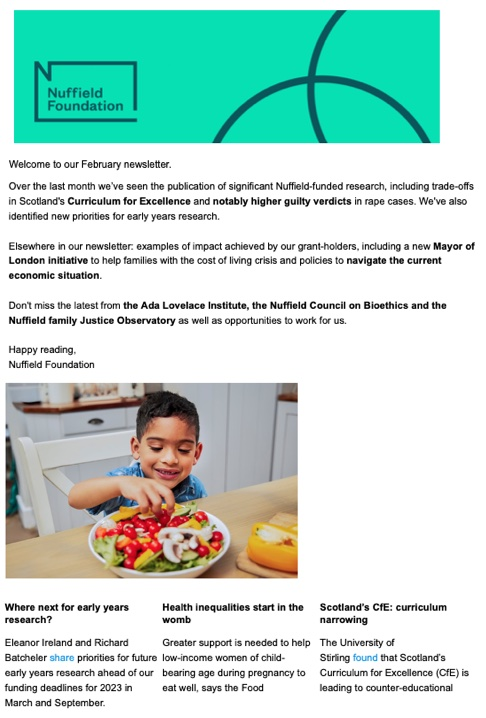 Nuffield
Foundation
Welcome to our February newsletter.
Over the last month we've seen the publication of significant Nuffield-funded research, including trade-offs
in Scotland's Curriculum for Excellence and notably higher guilty verdicts in rape cases. We've also
identified new priorities for early years research.
Elsewhere in our newsletter: examples of impact achieved by our grant-holders, including a new Mayor of
London initiative to help families with the cost of living crisis and policies to navigate the current
economic situation.
Don't miss the latest from the Ada Lovelace Institute, the Nuffield Council on Bioethics and the
Nuffield family Justice Observatory as well as opportunities to work for us.
Happy reading,
Nuffield Foundation
Where next for early years
research?
Eleanor Ireland and Richard
Batcheler share priorities for future
early years research ahead of our
funding deadlines for 2023 in
March and September.
Health inequalities start in the
womb
Greater support is needed to help
low-income women of child-
bearing age during pregnancy to
eat well, says the Food
Scotland's CfE: curriculum
narrowing
The University of
Stirling found that Scotland's
Curriculum for Excellence (CfE) is
leading to counter-educational